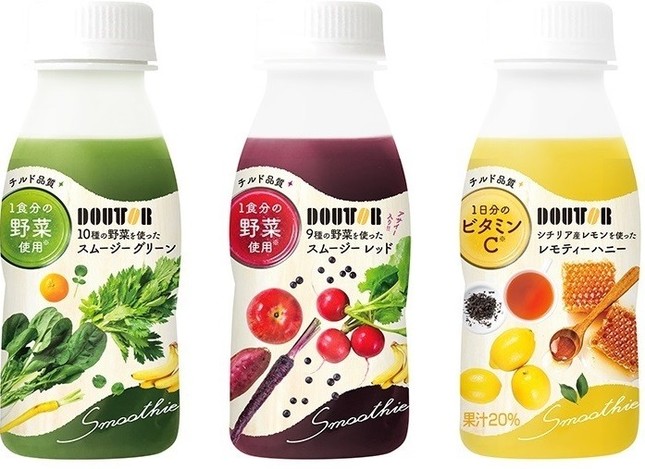 チルド品質
1食分の
野菜
使用※
DOUTOR
10種の野菜を使った
スムージー グリーン
Smoothie
チルド品質
1食分の
野菜
使用※
DOUTOR
9種の野菜を使った
スムージー レッド
アサイー
入り!!
Smoothie
チルド品質
1日分の
ビタミン
C※
DOUTOR
シチリア産レモンを使った
レモティーハニー
果汁20%
Smoothie